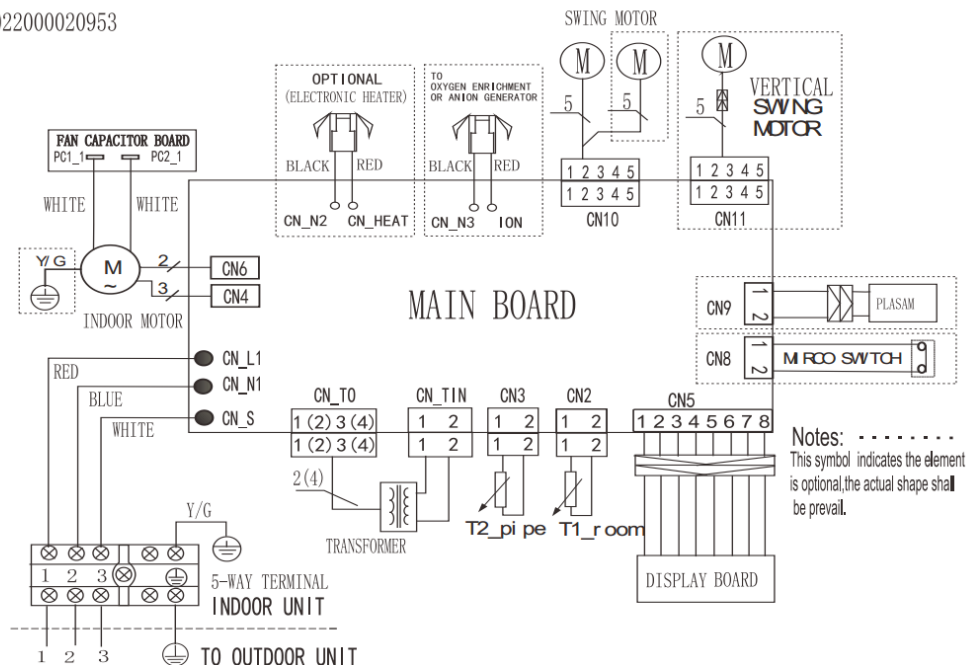 022000020953
SWING MOTOR
OPTIONAL
(ELECTRONIC HEATER)
TO
OXYGEN ENRICHMENT
OR ANION GENERATOR
M
M
M
VERTICAL
SWING
MOTOR
5
5
5
FAN CAPACITOR BOARD
PC1_1
PC2_1
BLACK
RED
BLACK
RED
1 2 3 4 5
1 2 3 4 5
CN10
1 2 3 4 5
1 2 3 4 5
CN11
WHITE
WHITE
CN_N2
CN_HEAT
CN_N3
ION
Y/G
M
~
2
CN6
3
CN4
INDOOR MOTOR
MAIN BOARD
CN9
1
2
PLASAM
CN8
1
2
MIRCO SWITCH
RED
CN_L1
BLUE
CN_N1
WHITE
CN_S
CN_TO
1(2)3(4)
1(2)3(4)
CN_TIN
1 2
1 2
CN3
1 2
1 2
CN2
1 2
1 2
CN5
1 2 3 4 5 6 7 8
Notes: - - - - - - -
This symbol indicates the element
is optional,the actual shape shall
be prevail.
2(4)
TRANSFORMER
T2_pipe
T1_room
DISPLAY BOARD
Y/G
1 2 3
5-WAY TERMINAL
INDOOR UNIT
1 2 3
TO OUTDOOR UNIT